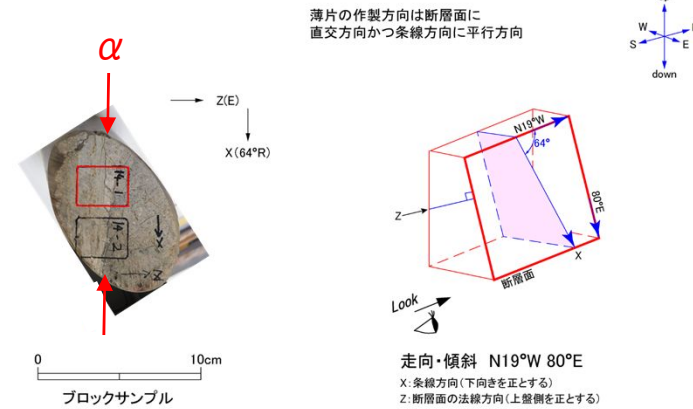 薄片の作製方向は断層面に
直交方向かつ条線方向に平行方向
W
S
E
down
α
Z(E)
X(64°R)
14-1
14-2
X
Z
N19°W
64°
80°E
Z
X
断層面
Look
0
10cm
ブロックサンプル
走向・傾斜 N19°W 80°E
X:条線方向(下向きを正とする)
Z:断層面の法線方向(上盤側を正とする)